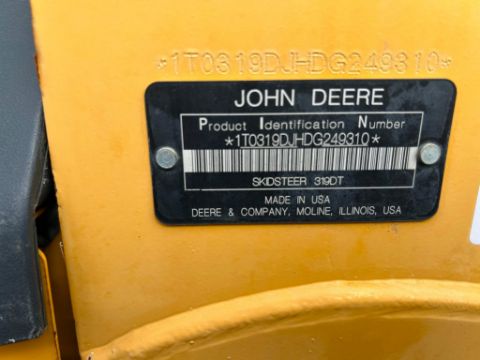 *1T0319DJHDG249310*
JOHN DEERE
Product Identification Number
*1T0319DJHDG249310*
SKIDSTEER 319DT
MADE IN USA
DEERE & COMPANY, MOLINE, ILLINOIS, USA